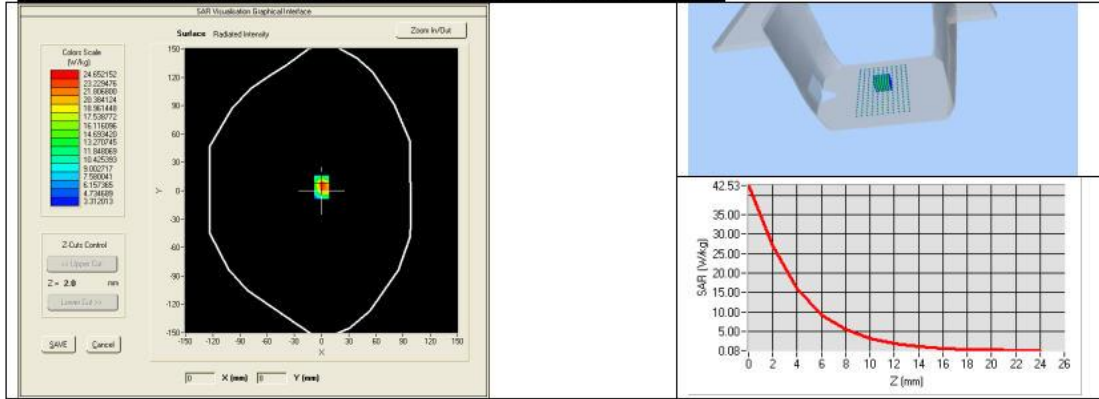 SAR Visualisation Graphical Interface
Surface Radiated Intensity
Zoom In/Out
Colors Scale
(W/kg)
24.652152
23.229476
21.806800
20.384124
18.961448
17.538772
16.116096
14.693420
13.270745
11.848069
10.425393
9.002717
7.580041
6.157365
4.734689
3.312013
150
120
90
60
30
0
-30
-60
-90
-120
-150
Y
-150 -120 -90 -60 -30 0 30 60 90 120 150
X
Z-Cuts Control
<< Upper Cut
Z = 2.0 mm
Lower Cut >>
SAVE Cancel
0 X (mm) 0 Y (mm)
42.53
35.00
30.00
25.00
20.00
15.00
10.00
5.00
0.08
SAR (W/kg)
0 2 4 6 8 10 12 14 16 18 20 22 24 26
Z (mm)